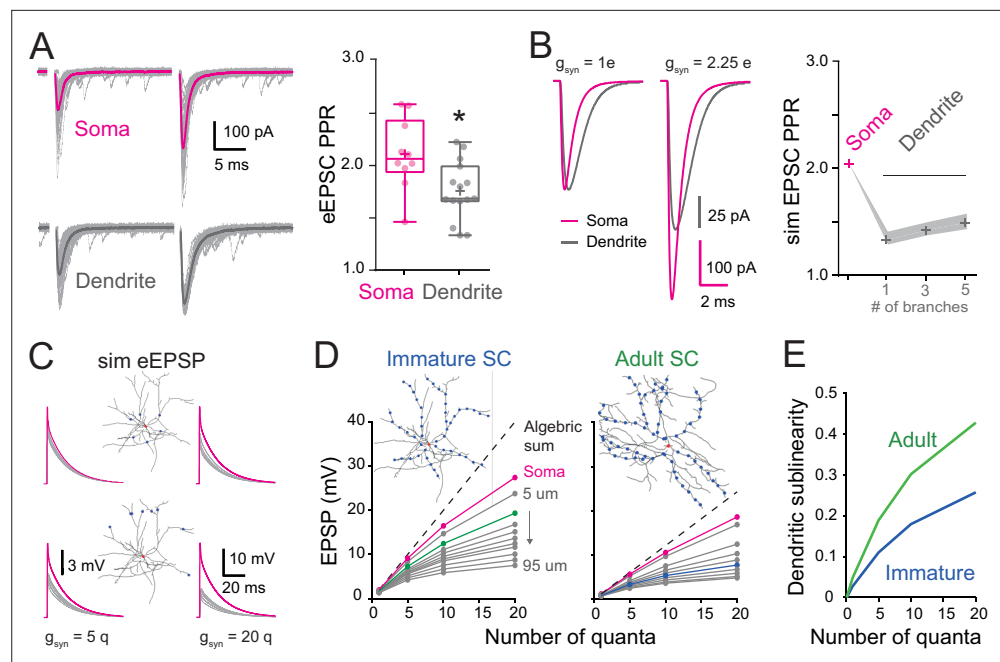 A
Soma
100 pA
5 ms
Dendrite
3.0
2.0
1.0
eEPSC PPR
*
Soma
Dendrite
B
g_syn = 1e
g_syn = 2.25 e
Soma
Dendrite
25 pA
100 pA
2 ms
3.0
2.0
1.0
sim EPSC PPR
Soma
Dendrite
1
3
5
# of branches
C
sim eEPSP
3 mV
10 mV
20 ms
g_syn = 5 q
g_syn = 20 q
D
Immature SC
Adult SC
EPSP (mV)
40
30
20
10
0
Algebric
sum
Soma
5 um
95 um
0 5 10 15 20
0 5 10 15 20
Number of quanta
E
Dendritic sublinearity
0.5
0.4
0.3
0.2
0.1
0
Adult
Immature
0 5 10 15 20
Number of quanta